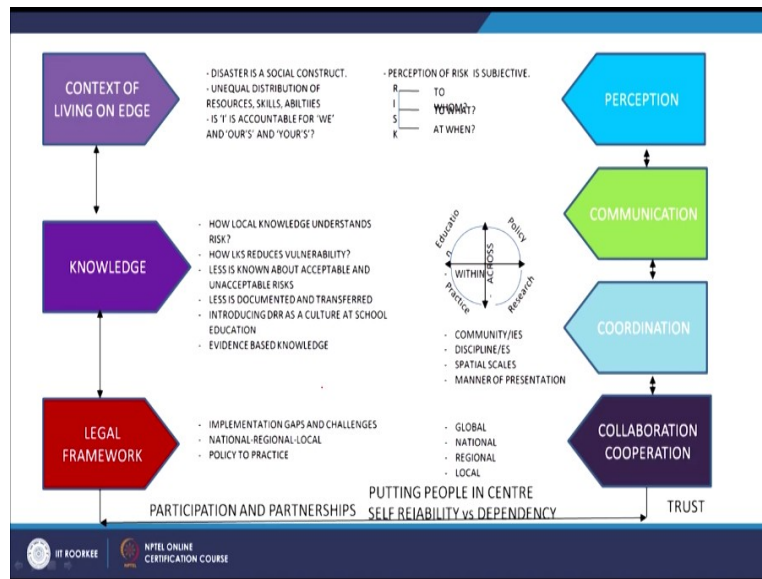 CONTEXT OF
LIVING ON EDGE
- DISASTER IS A SOCIAL CONSTRUCT.
- UNEQUAL DISTRIBUTION OF
RESOURCES, SKILLS, ABILTIIES
- IS 'I' IS ACCOUNTABLE FOR 'WE'
AND 'OUR'S' AND 'YOUR'S'?
- PERCEPTION OF RISK IS SUBJECTIVE.
R
I
S
K
TO
WHOM?
TO WHAT?
AT WHEN?
PERCEPTION
COMMUNICATION
KNOWLEDGE
- HOW LOCAL KNOWLEDGE UNDERSTANDS
RISK?
- HOW LKS REDUCES VULNERABILITY?
- LESS IS KNOWN ABOUT ACCEPTABLE AND
UNACCEPTABLE RISKS
- LESS IS DOCUMENTED AND TRANSFERRED
- INTRODUCING DRR AS A CULTURE AT SCHOOL
EDUCATION
- EVIDENCE BASED KNOWLEDGE
Educatio
n
Policy
- WITHIN
ACROSS
Practice
Research
- COMMUNITY/IES
- DISCIPLINE/ES
- SPATIAL SCALES
- MANNER OF PRESENTATION
COORDINATION
LEGAL
FRAMEWORK
- IMPLEMENTATION GAPS AND CHALLENGES
- NATIONAL-REGIONAL-LOCAL
- POLICY TO PRACTICE
- GLOBAL
- NATIONAL
- REGIONAL
- LOCAL
COLLABORATION
COOPERATION
PARTICIPATION AND PARTNERSHIPS
PUTTING PEOPLE IN CENTRE
SELF REIABILITY vs DEPENDENCY
TRUST
IIT ROORKEE
NPTEL
NPTEL ONLINE
CERTIFICATION COURSE